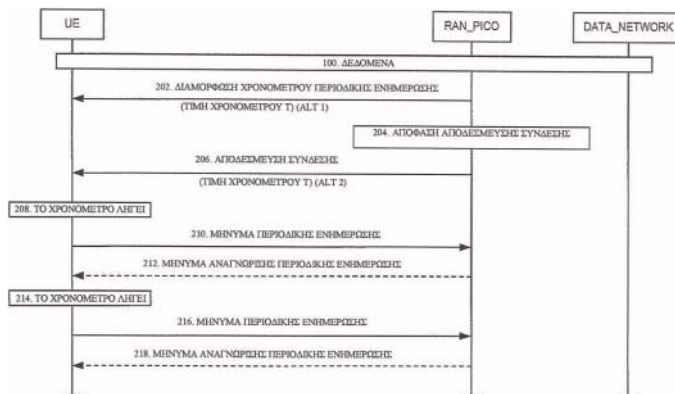 UE
RAN_PICO
DATA_NETWORK
100. ΔΕΔΟΜΕΝΑ
202. ΔΙΑΜΟΡΦΩΣΗ ΧΡΟΝΟΜΕΤΡΟΥ ΠΕΡΙΟΔΙΚΗΣ ΕΝΗΜΕΡΩΣΗΣ
(ΤΙΜΗ ΧΡΟΝΟΜΕΤΡΟΥ Τ) (ALT 1)
204. ΑΠΟΦΑΣΗ ΑΠΟΔΕΣΜΕΥΣΗΣ ΣΥΝΔΕΣΗΣ
206. ΑΠΟΔΕΣΜΕΥΣΗ ΣΥΝΔΕΣΗΣ
(ΤΙΜΗ ΧΡΟΝΟΜΕΤΡΟΥ Τ) (ALT 2)
208. ΤΟ ΧΡΟΝΟΜΕΤΡΟ ΛΗΓΕΙ
210. ΜΗΝΥΜΑ ΠΕΡΙΟΔΙΚΗΣ ΕΝΗΜΕΡΩΣΗΣ
212. ΜΗΝΥΜΑ ΑΝΑΓΝΩΡΙΣΗΣ ΠΕΡΙΟΔΙΚΗΣ ΕΝΗΜΕΡΩΣΗΣ
214. ΤΟ ΧΡΟΝΟΜΕΤΡΟ ΛΗΓΕΙ
216. ΜΗΝΥΜΑ ΠΕΡΙΟΔΙΚΗΣ ΕΝΗΜΕΡΩΣΗΣ
218. ΜΗΝΥΜΑ ΑΝΑΓΝΩΡΙΣΗΣ ΠΕΡΙΟΔΙΚΗΣ ΕΝΗΜΕΡΩΣΗΣ